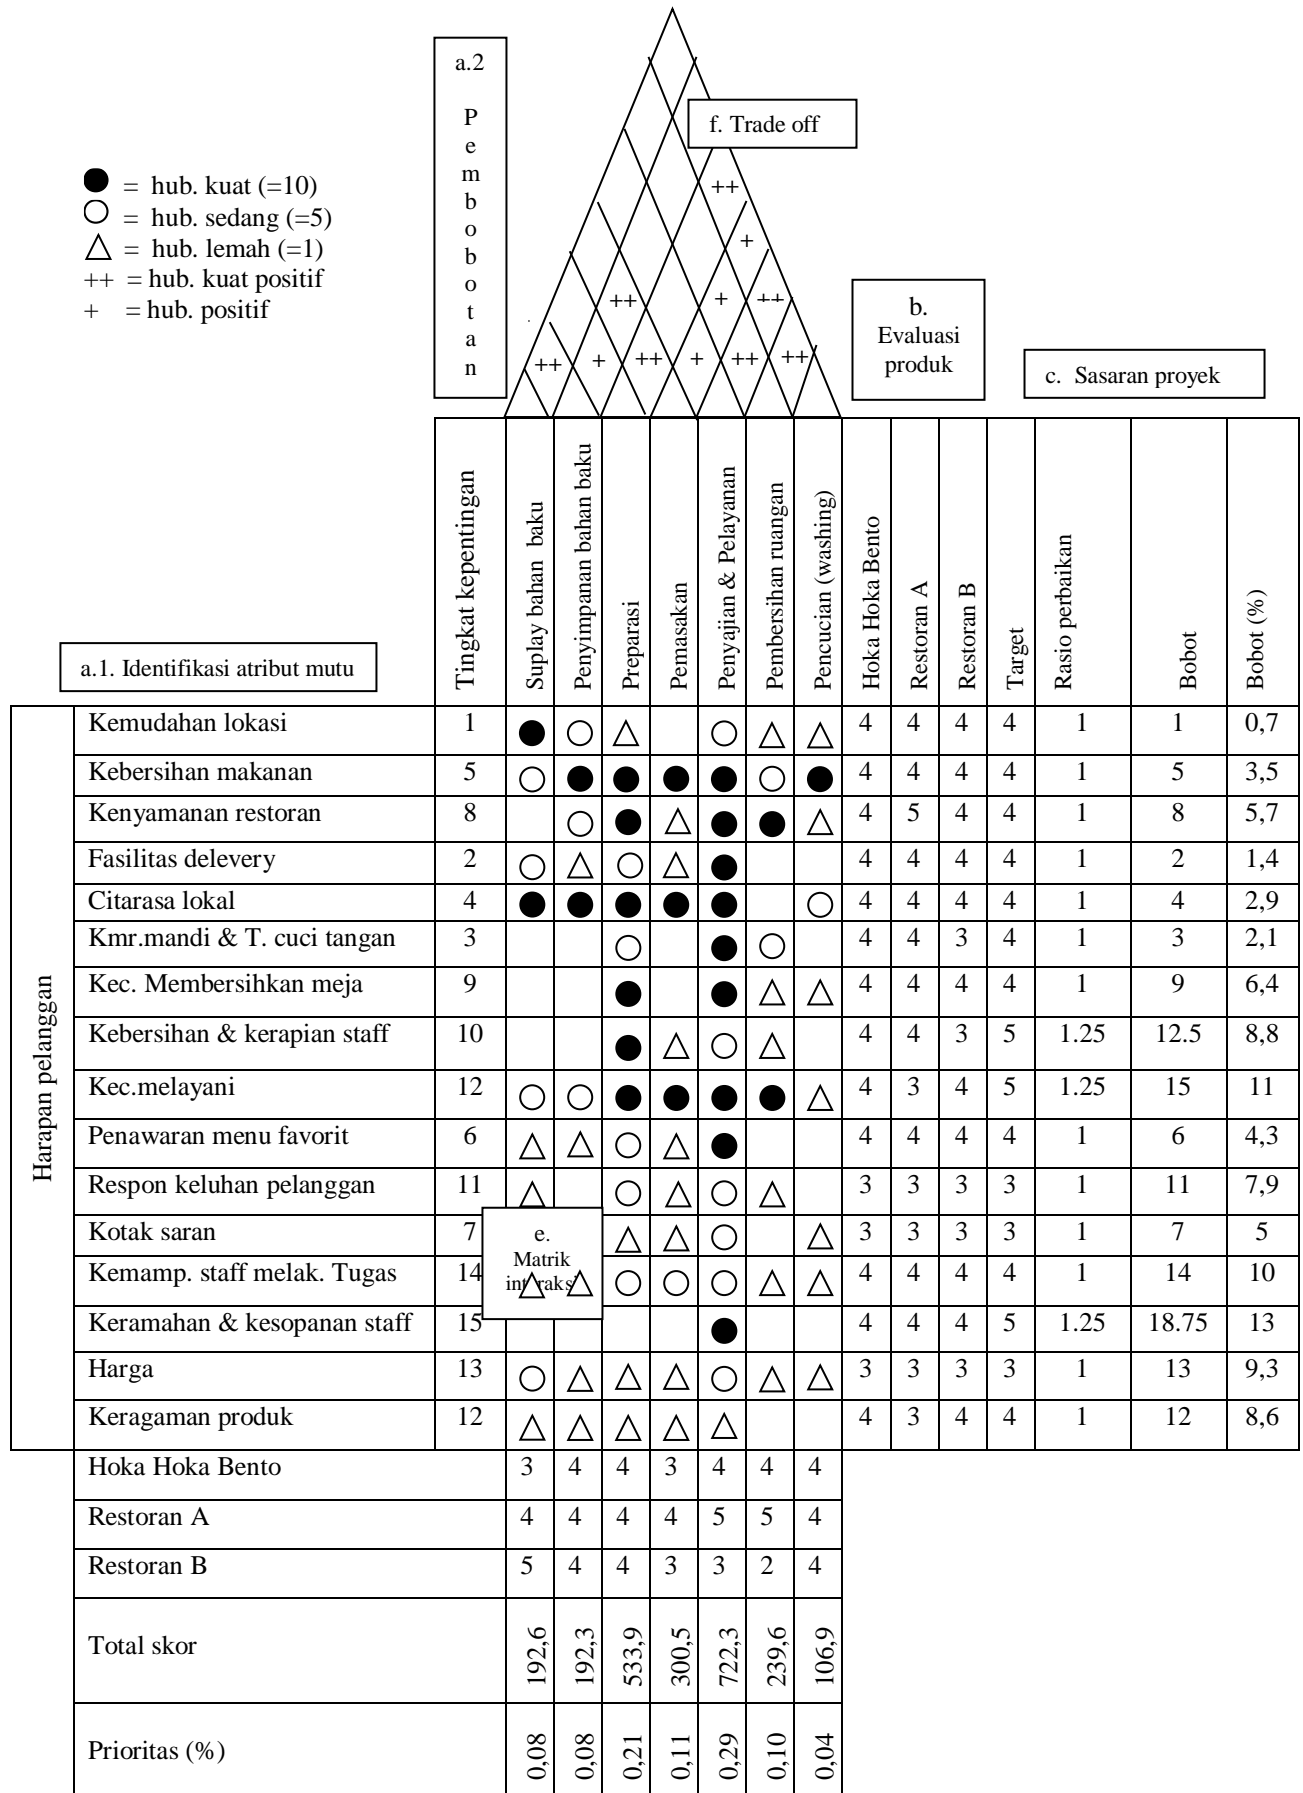 a.2
P
e
m
b
o
b
o
t
a
n
f. Trade off
= hub. kuat (=10)
= hub. sedang (=5)
= hub. lemah (=1)
++ = hub. kuat positif
+ = hub. positif
++
+
++ + ++
++ + ++ + ++ ++
b.
Evaluasi
produk
c. Sasaran proyek
a.1. Identifikasi atribut mutu
Tingkat kepentingan
Suplay bahan baku
Penyimpanan bahan baku
Preparasi
Pemasakan
Penyajian & Pelayanan
Pembersihan ruangan
Pencucian (washing)
Hoka Hoka Bento
Restoran A
Restoran B
Target
Rasio perbaikan
Bobot
Bobot (%)
Harapan pelanggan
Kemudahan lokasi 1 4 4 4 4 1 1 0,7
Kebersihan makanan 5 4 4 4 4 1 5 3,5
Kenyamanan restoran 8 4 5 4 4 1 8 5,7
Fasilitas delevery 2 4 4 4 4 1 2 1,4
Citarasa lokal 4 4 4 4 4 1 4 2,9
Kmr.mandi & T. cuci tangan 3 4 4 3 4 1 3 2,1
Kec. Membersihkan meja 9 4 4 4 4 1 9 6,4
Kebersihan & kerapian staff 10 4 4 3 5 1.25 12.5 8,8
Kec.melayani 12 4 3 4 5 1.25 15 11
Penawaran menu favorit 6 4 4 4 4 1 6 4,3
Respon keluhan pelanggan 11 3 3 3 3 1 11 7,9
Kotak saran 7 3 3 3 3 1 7 5
e.
Matrik
interaksi
Kemamp. staff melak. Tugas 14 4 4 4 4 1 14 10
Keramahan & kesopanan staff 15 4 4 4 5 1.25 18.75 13
Harga 13 3 3 3 3 1 13 9,3
Keragaman produk 12 4 3 4 4 1 12 8,6
Hoka Hoka Bento 3 4 4 3 4 4 4
Restoran A 4 4 4 4 5 5 4
Restoran B 5 4 4 3 3 2 4
Total skor 192,6 192,3 533,9 300,5 722,3 239,6 106,9
Prioritas (%) 0,08 0,08 0,21 0,11 0,29 0,10 0,04